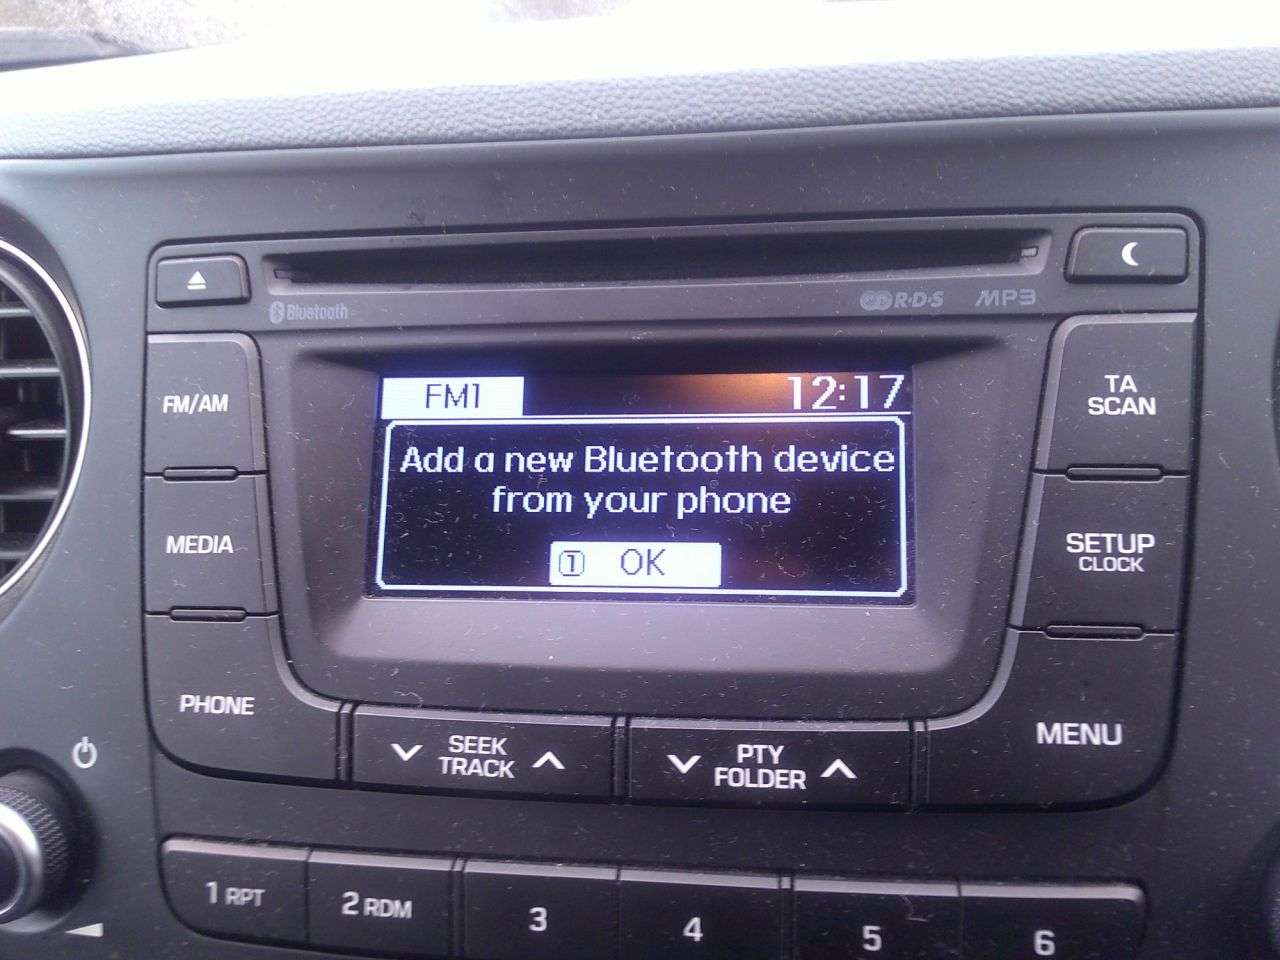 Bluetooth
R·D·S
MP3
FM/AM
FM1
12:17
TA
SCAN
Add a new Bluetooth device
from your phone
1 OK
MEDIA
SETUP
CLOCK
PHONE
SEEK
TRACK
PTY
FOLDER
MENU
1 RPT
2 RDM
3
4
5
6